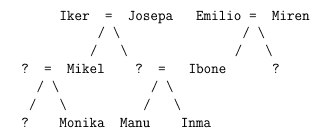 Iker = Josepa Emilio = Miren
/ \ / \
/ \ / \
? = Mikel ? = Ibone ?
/ \ / \
/ \ / \
? Monika Manu Inma